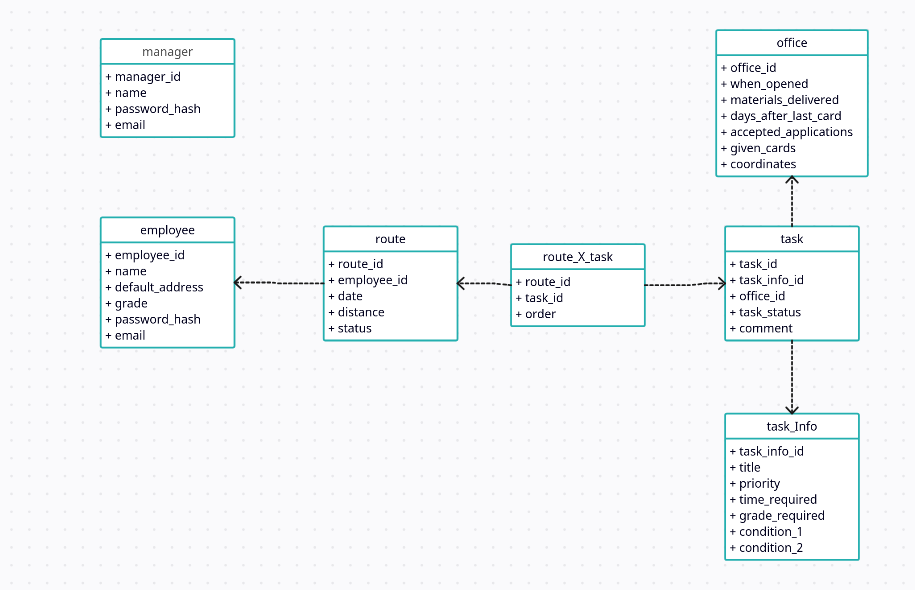 manager
+ manager_id
+ name
+ password_hash
+ email
office
+ office_id
+ when_opened
+ materials_delivered
+ days_after_last_card
+ accepted_applications
+ given_cards
+ coordinates
employee
+ employee_id
+ name
+ default_address
+ grade
+ password_hash
+ email
route
+ route_id
+ employee_id
+ date
+ distance
+ status
route_X_task
+ route_id
+ task_id
+ order
task
+ task_id
+ task_info_id
+ office_id
+ task_status
+ comment
task_Info
+ task_info_id
+ title
+ priority
+ time_required
+ grade_required
+ condition_1
+ condition_2